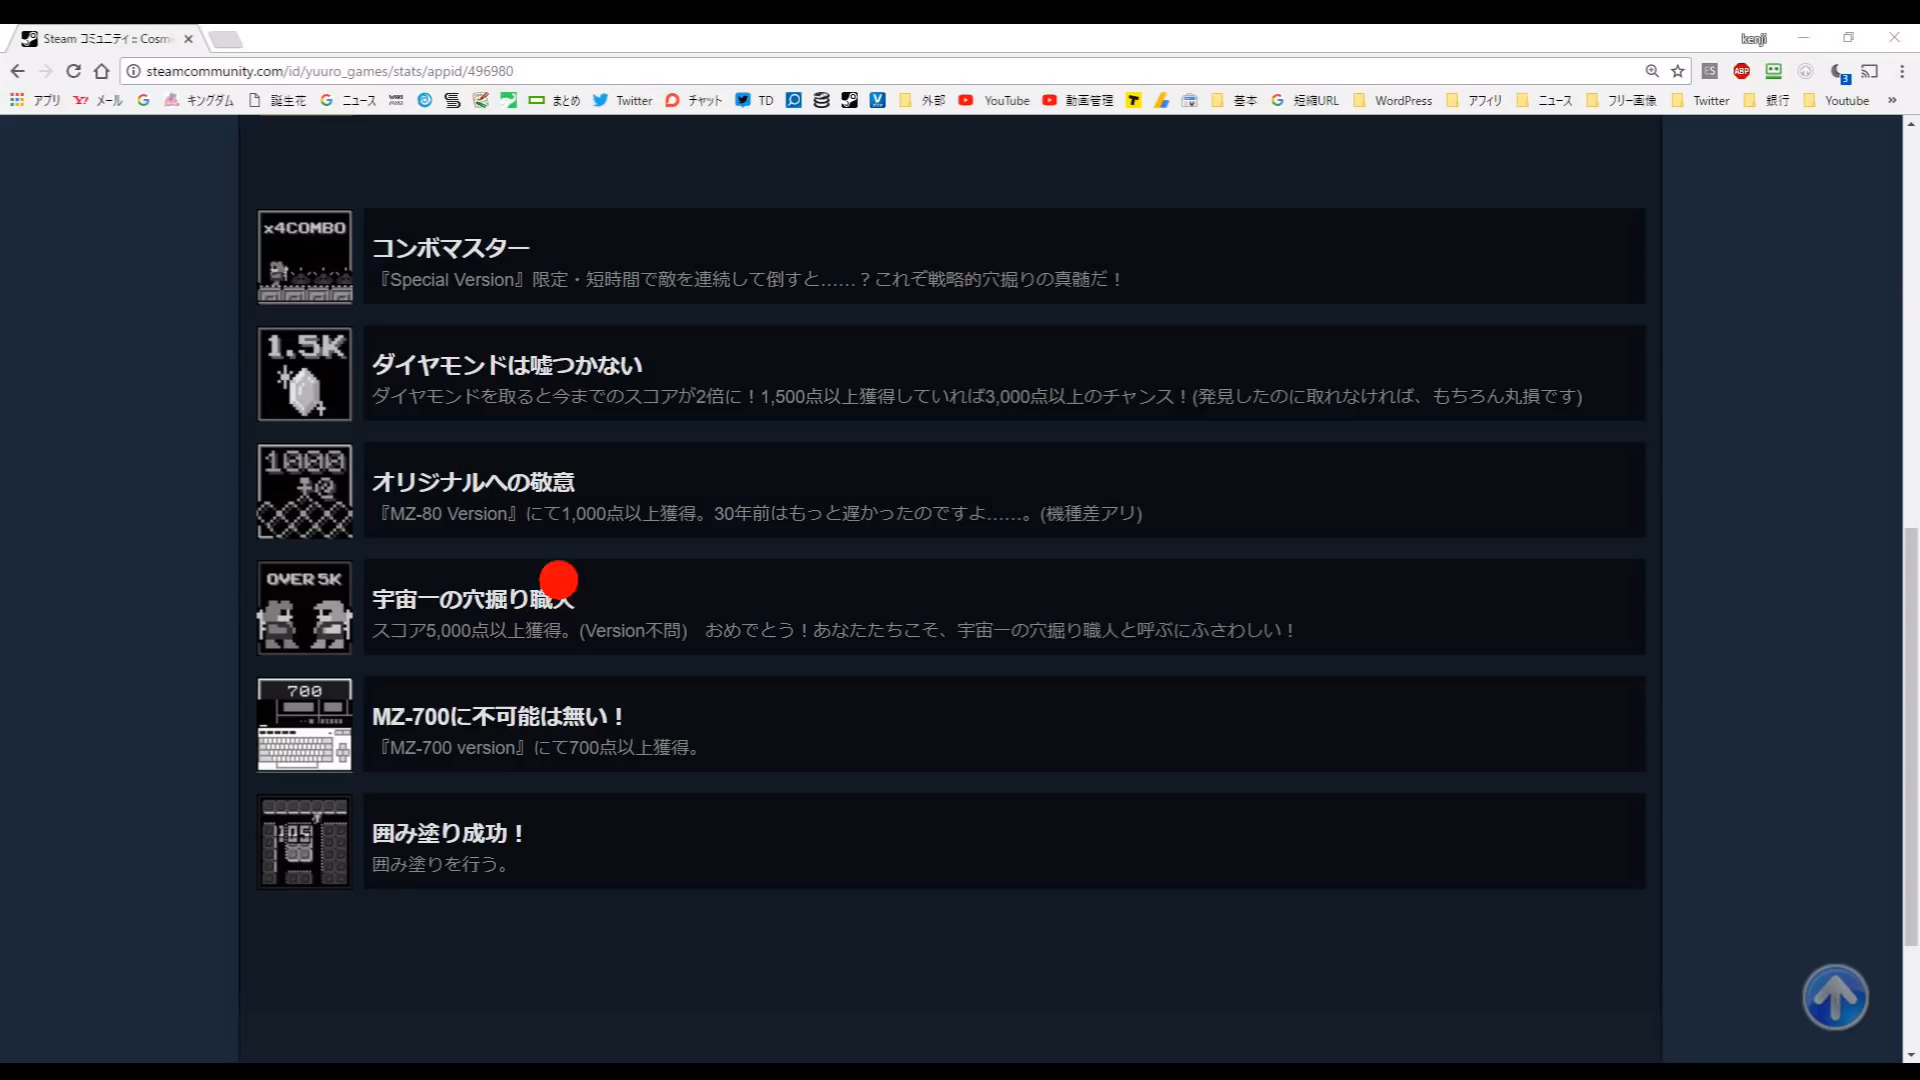 Steam コミュニティ :: Cosmi
kenji
steamcommunity.com/id/yuuro_games/stats/appid/496980
アプリ メール キングダム 誕生花 ニュース まとめ Twitter チャット TD 外部 YouTube 動画管理 基本 短縮URL WordPress アフィリ ニュース フリー画像 Twitter 銀行 Youtube »
x4COMBO
コンボマスター
『Special Version』限定・短時間で敵を連続して倒すと……？これぞ戦略的穴掘りの真髄だ！
1.5K
ダイヤモンドは嘘つかない
ダイヤモンドを取ると今までのスコアが2倍に！1,500点以上獲得していれば3,000点以上のチャンス！(発見したのに取れなければ、もちろん丸損です)
1000
オリジナルへの敬意
『MZ-80 Version』にて1,000点以上獲得。30年前はもっと遅かったのですよ……。(機種差アリ)
OVER 5K
宇宙一の穴掘り職人
スコア5,000点以上獲得。(Version不問)　おめでとう！あなたたちこそ、宇宙一の穴掘り職人と呼ぶにふさわしい！
700
MZ-700に不可能は無い！
『MZ-700 version』にて700点以上獲得。
囲み塗り成功！
囲み塗りを行う。